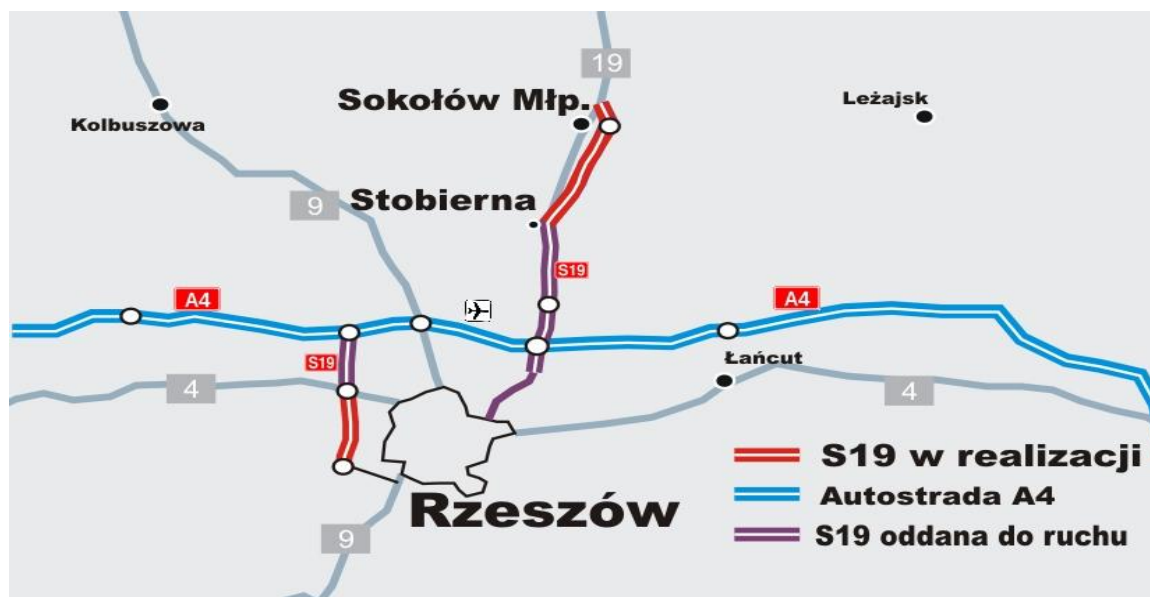 19
Sokołów Młp.
Leżajsk
Kolbuszowa
Stobierna
9
S19
A4
A4
S19
Łańcut
4
4
S19 w realizacji
Autostrada A4
Rzeszów
S19 oddana do ruchu
9